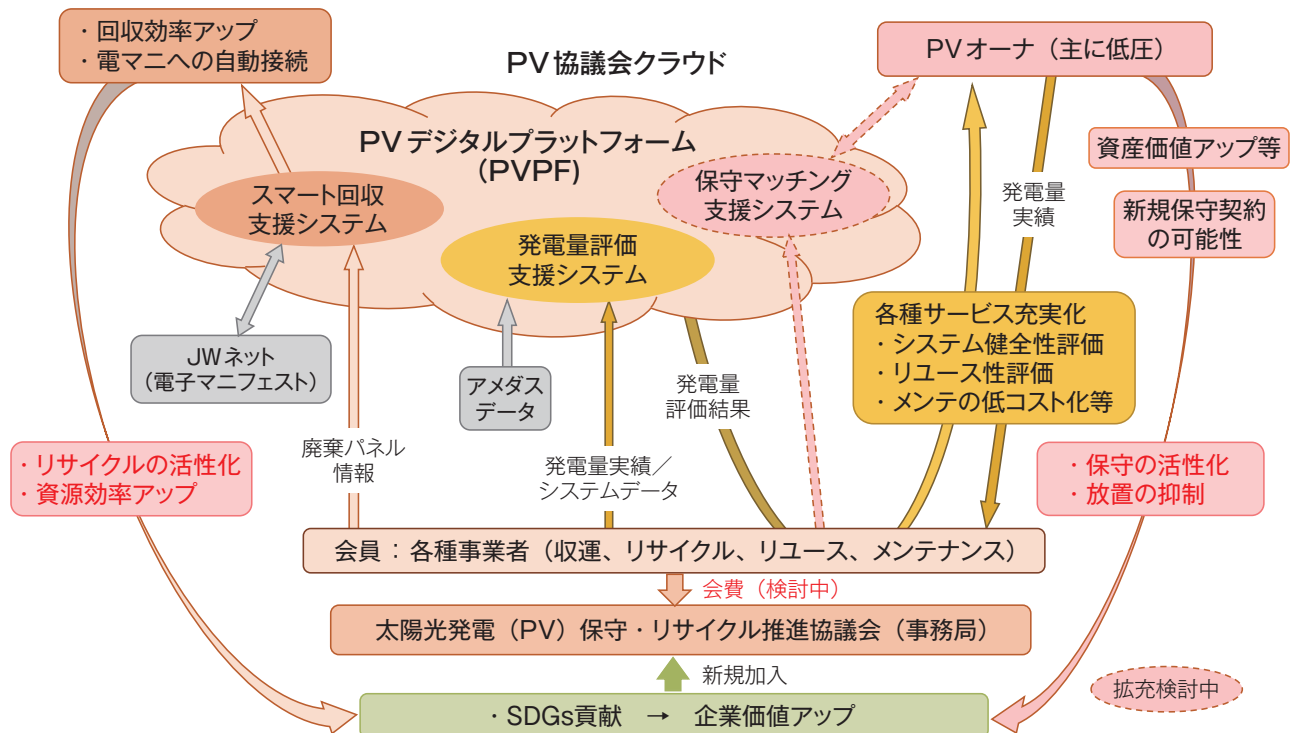 ・回収効率アップ
・電マニへの自動接続
PV協議会クラウド
PVオーナ（主に低圧）
PVデジタルプラットフォーム
(PVPF)
スマート回収
支援システム
保守マッチング
支援システム
発電量評価
支援システム
発電量
実績
資産価値アップ等
新規保守契約
の可能性
JWネット
（電子マニフェスト）
アメダス
データ
発電量
評価結果
各種サービス充実化
・システム健全性評価
・リユース性評価
・メンテの低コスト化等
廃棄パネル
情報
発電量実績／
システムデータ
・リサイクルの活性化
・資源効率アップ
・保守の活性化
・放置の抑制
会員：各種事業者（収運、リサイクル、リユース、メンテナンス）
会費（検討中）
太陽光発電（PV）保守・リサイクル推進協議会（事務局）
新規加入
拡充検討中
・SDGs貢献 → 企業価値アップ